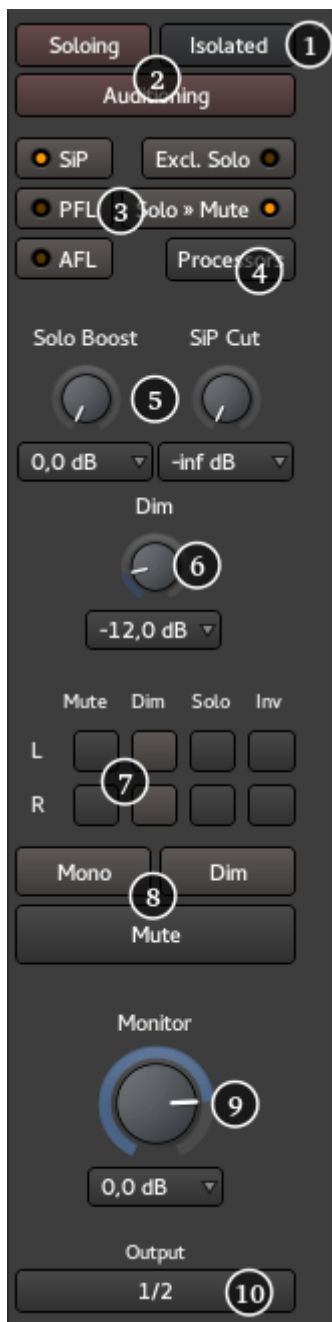 Soloing Isolated 1
2
Auditioning
SiP Excl. Solo
PFL 3 Solo » Mute
AFL Processors
4
Solo Boost SiP Cut
5
0,0 dB -inf dB
Dim
6
-12,0 dB
Mute Dim Solo Inv
L
7
R
Mono Dim
8
Mute
Monitor
9
0,0 dB
Output
1/2 10